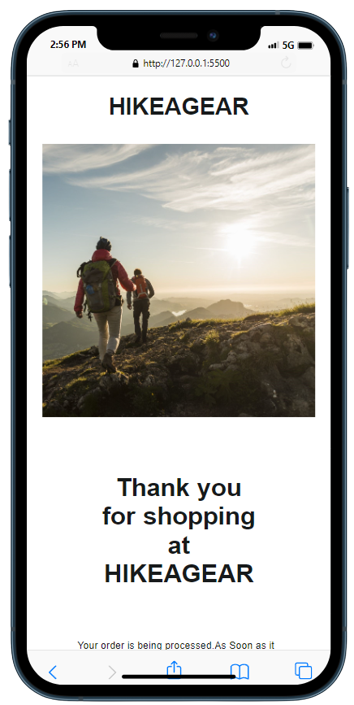 2:56 PM
5G
http://127.0.0.1:5500
HIKEAGEAR
Thank you
for shopping
at
HIKEAGEAR
Your order is being processed.As Soon as it